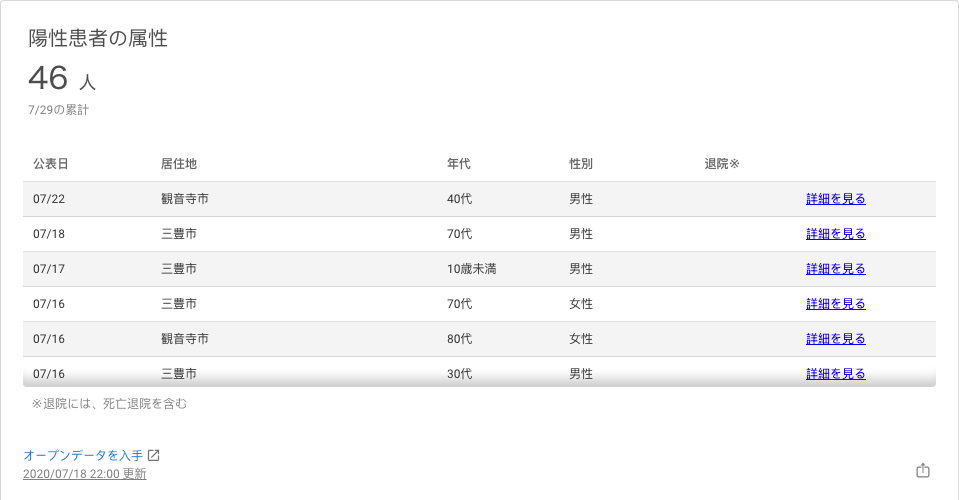 陽性患者の属性
46 人
7/29の累計
公表日 居住地 年代 性別 退院※
07/22 観音寺市 40代 男性 詳細を見る
07/18 三豊市 70代 男性 詳細を見る
07/17 三豊市 10歳未満 男性 詳細を見る
07/16 三豊市 70代 女性 詳細を見る
07/16 観音寺市 80代 女性 詳細を見る
07/16 三豊市 30代 男性 詳細を見る
※退院には、死亡退院を含む
オープンデータを入手
2020/07/18 22:00 更新